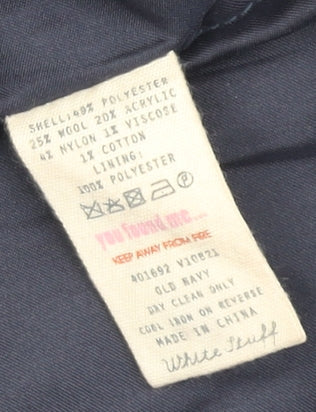 SHELL: 49% POLYESTER
25% WOOL 20% ACRYLIC
4% NYLON 1% VISCOSE
1% COTTON
LINING:
100% POLYESTER
P
you found me...
KEEP AWAY FROM FIRE
401692 V10821
OLD NAVY
DRY CLEAN ONLY
COOL IRON ON REVERSE
MADE IN CHINA
White Stuff